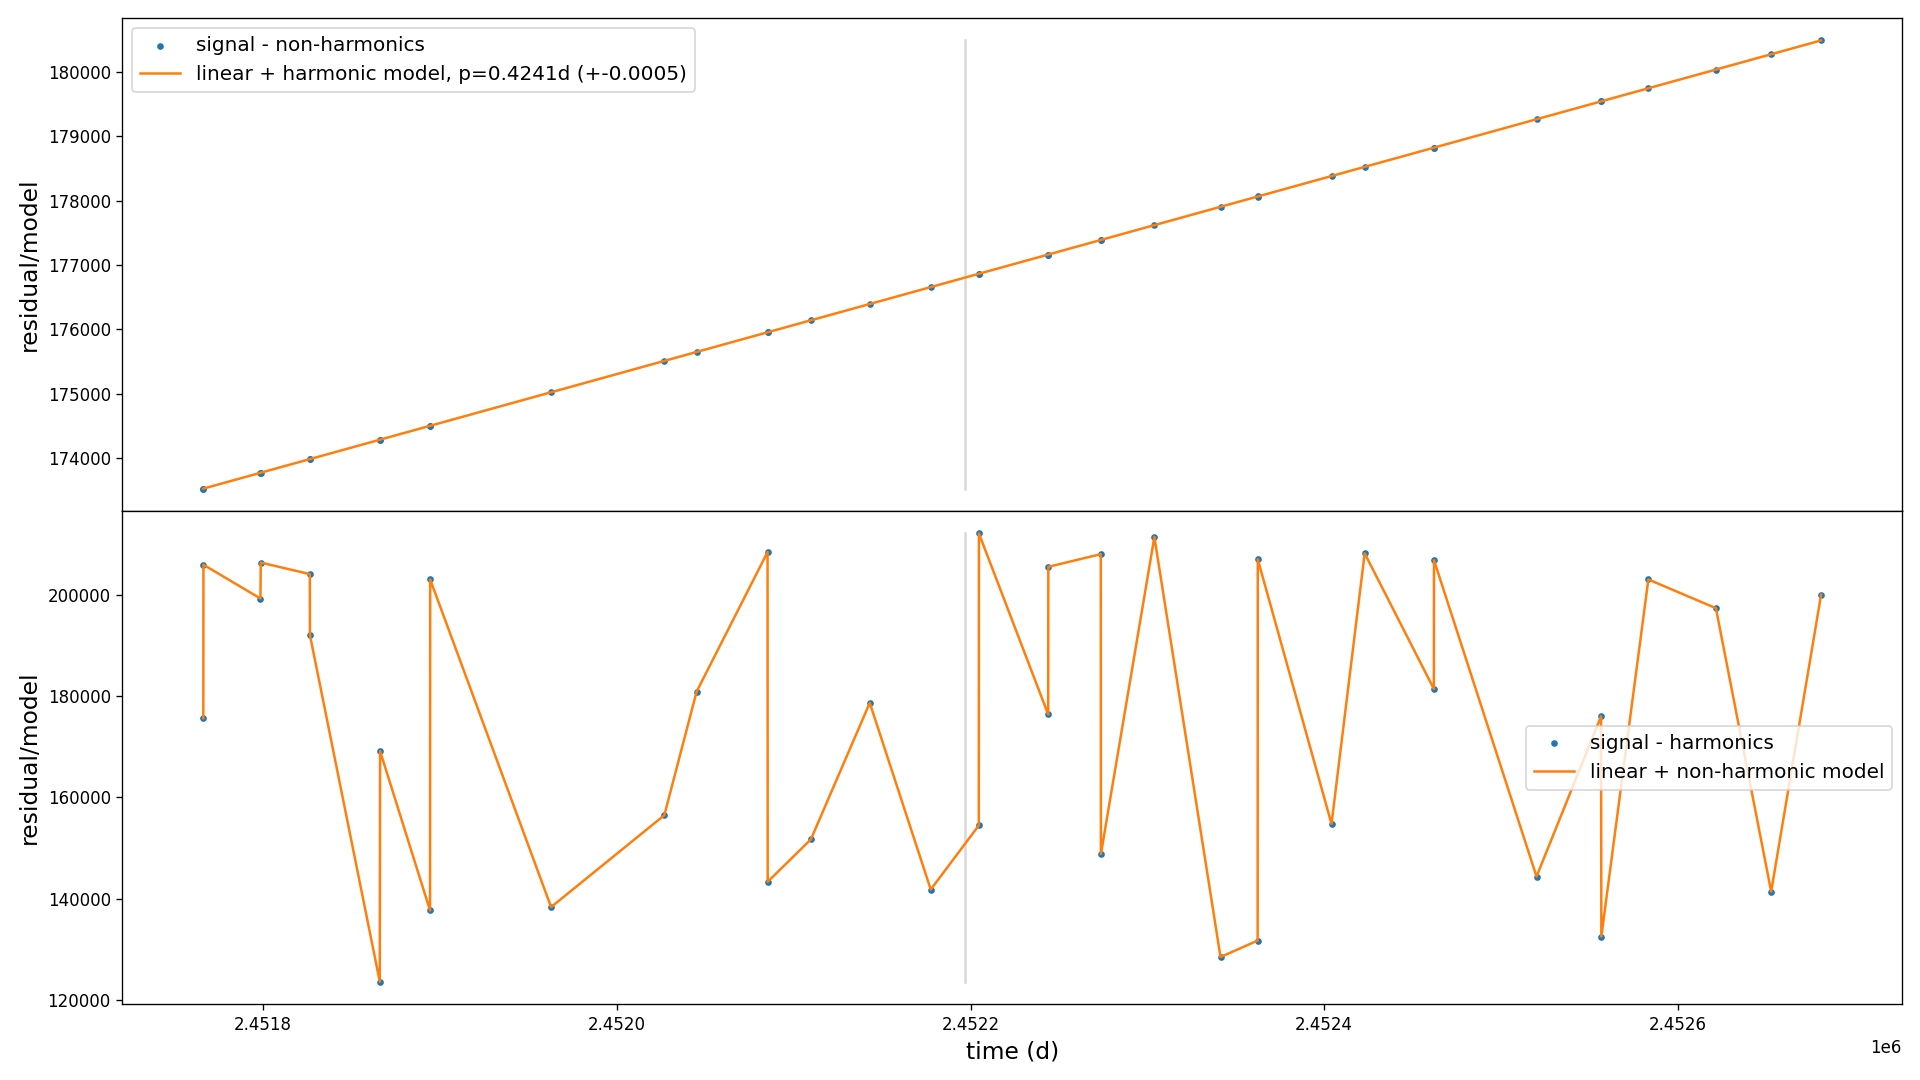 signal - non-harmonics
linear + harmonic model, p=0.4241d (+-0.0005)
180000
179000
178000
177000
176000
175000
174000
residual/model
200000
180000
160000
140000
120000
residual/model
signal - harmonics
linear + non-harmonic model
2.4518
2.4520
2.4522
2.4524
2.4526
1e6
time (d)